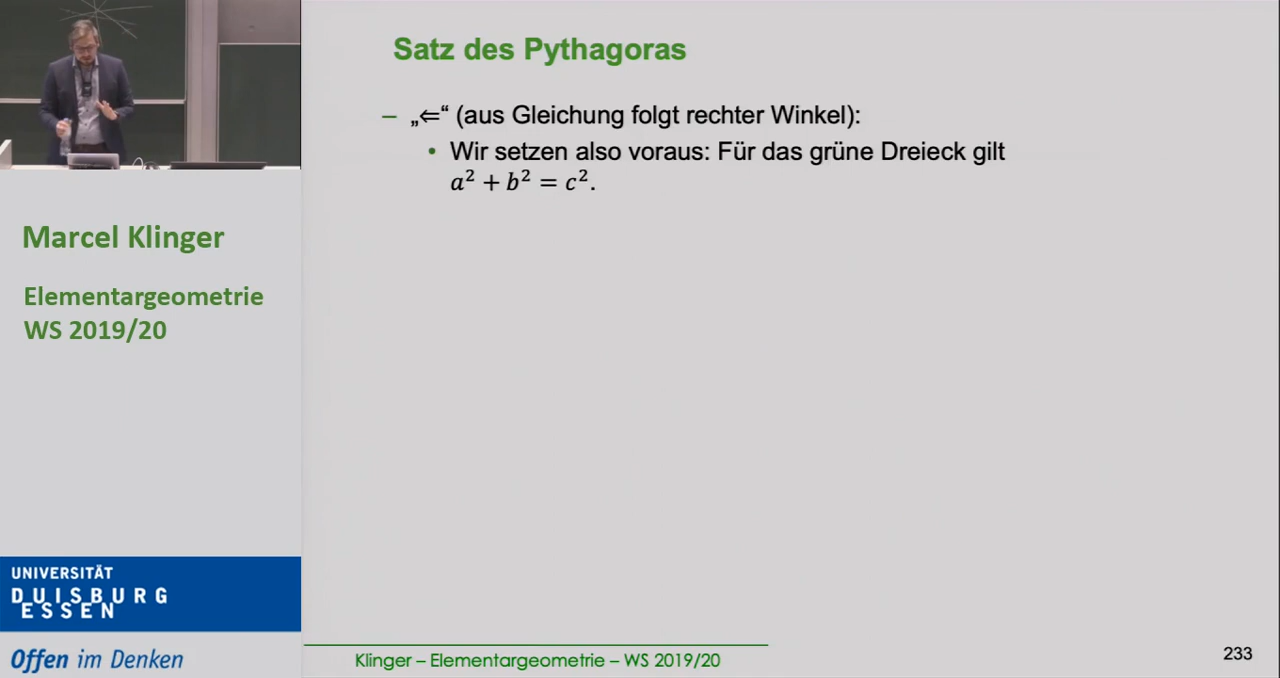 Satz des Pythagoras
– „⇐“ (aus Gleichung folgt rechter Winkel):
• Wir setzen also voraus: Für das grüne Dreieck gilt
a² + b² = c².
Marcel Klinger
Elementargeometrie
WS 2019/20
UNIVERSITÄT
DUISBURG
ESSEN
Offen im Denken
Klinger – Elementargeometrie – WS 2019/20
233